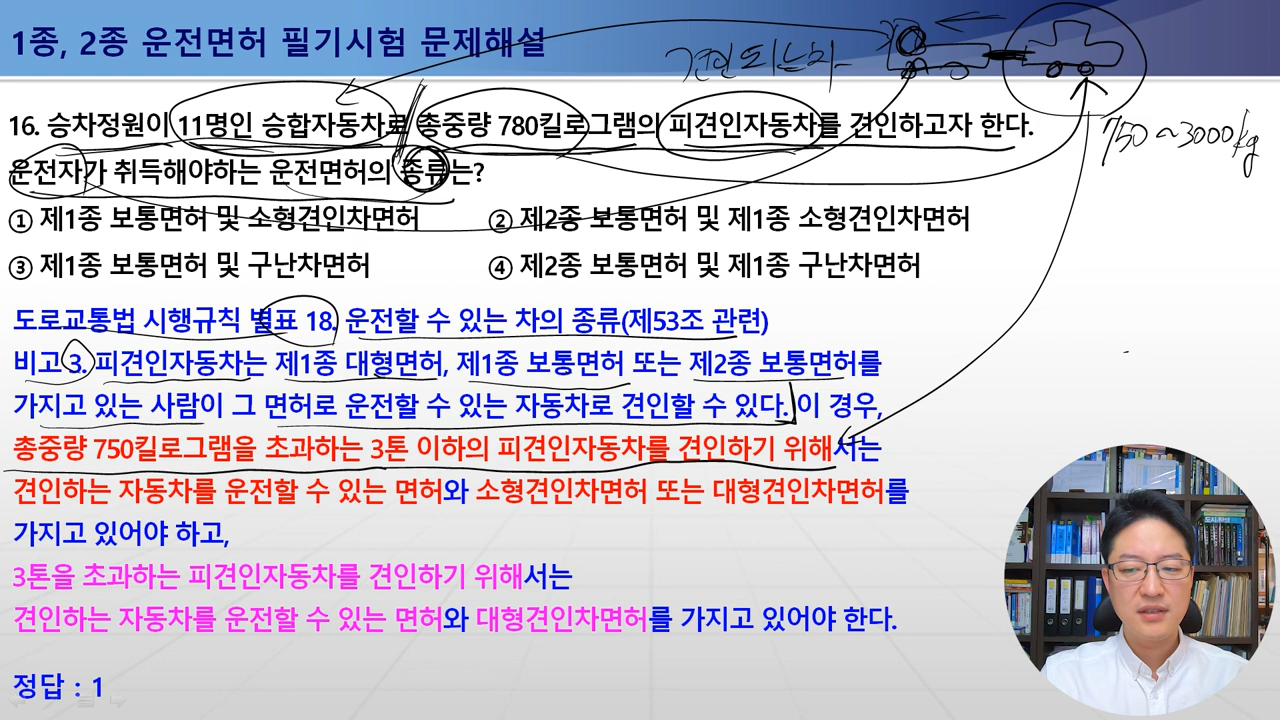 1종, 2종 운전면허 필기시험 문제해설
견인되는차
750~3000kg
16. 승차정원이 11명인 승합자동차로 총중량 780킬로그램의 피견인자동차를 견인하고자 한다.
운전자가 취득해야하는 운전면허의 종류는?
① 제1종 보통면허 및 소형견인차면허 ② 제2종 보통면허 및 제1종 소형견인차면허
③ 제1종 보통면허 및 구난차면허 ④ 제2종 보통면허 및 제1종 구난차면허
도로교통법 시행규칙 별표 18. 운전할 수 있는 차의 종류(제53조 관련)
비고 3. 피견인자동차는 제1종 대형면허, 제1종 보통면허 또는 제2종 보통면허를
가지고 있는 사람이 그 면허로 운전할 수 있는 자동차로 견인할 수 있다. 이 경우,
총중량 750킬로그램을 초과하는 3톤 이하의 피견인자동차를 견인하기 위해서는
견인하는 자동차를 운전할 수 있는 면허와 소형견인차면허 또는 대형견인차면허를
가지고 있어야 하고,
3톤을 초과하는 피견인자동차를 견인하기 위해서는
견인하는 자동차를 운전할 수 있는 면허와 대형견인차면허를 가지고 있어야 한다.
정답 : 1